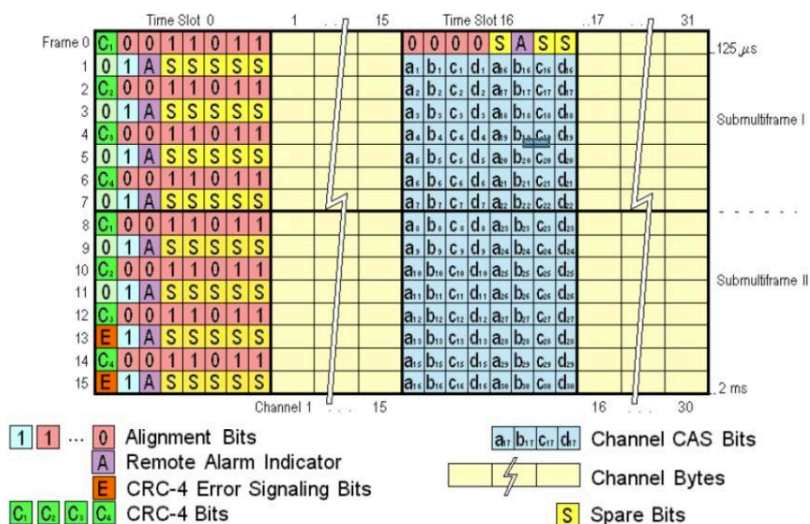 Time Slot 0 1 ... 15 Time Slot 16 ..17 ... 31
Frame 0 C₁ 0 0 1 1 0 1 1 0 0 0 0 S A S S 125 µs
1 0 1 A S S S S S a₁ b₁ c₁ d₁ a₁₆ b₁₆ c₁₆ d₁₆
2 C₂ 0 0 1 1 0 1 1 a₂ b₂ c₂ d₂ a₁₇ b₁₇ c₁₇ d₁₇
3 0 1 A S S S S S a₃ b₃ c₃ d₃ a₁₈ b₁₈ c₁₈ d₁₈
Submultiframe I
4 C₃ 0 0 1 1 0 1 1 a₄ b₄ c₄ d₄ a₁₉ d₁₉
5 0 1 A S S S S S a₅ b₅ c₅ d₅ a₂₀ b₂₀ c₂₀ d₂₀
6 C₄ 0 0 1 1 0 1 1 a₆ b₆ c₆ d₆ a₂₁ b₂₁ c₂₁ d₂₁
7 0 1 A S S S S S a₇ b₇ c₇ d₇ a₂₂ b₂₂ c₂₂ d₂₂
8 C₁ 0 0 1 1 0 1 1 a₈ b₈ c₈ d₈ a₂₃ b₂₃ c₂₃ d₂₃
9 0 1 A S S S S S a₉ b₉ c₉ d₉ a₂₄ b₂₄ c₂₄ d₂₄
10 C₂ 0 0 1 1 0 1 1 a₁₀ b₁₀ c₁₀ d₁₀ a₂₅ b₂₅ c₂₅ d₂₅
Submultiframe II
11 0 1 A S S S S S a₁₁ b₁₁ c₁₁ d₁₁ a₂₆ b₂₆ c₂₆ d₂₆
12 C₃ 0 0 1 1 0 1 1 a₁₂ b₁₂ c₁₂ d₁₂ a₂₇ b₂₇ c₂₇ d₂₇
13 E 1 A S S S S S a₁₃ b₁₃ c₁₃ d₁₃ a₂₈ b₂₈ c₂₈ d₂₈
14 C₄ 0 0 1 1 0 1 1 a₁₅ b₁₅ c₁₅ d₁₅ a₂₉ b₂₉ c₂₉ d₂₉
15 E 1 A S S S S S a₁₆ b₁₆ c₁₆ d₁₆ a₃₀ b₃₀ c₃₀ d₃₀ 2 ms
Channel 1 ... 15 16 ... 30
1 1 ... 0 Alignment Bits
A Remote Alarm Indicator
E CRC-4 Error Signaling Bits
C₁ C₂ C₃ C₄ CRC-4 Bits
a₁₇ b₁₇ c₁₇ d₁₇ Channel CAS Bits
Channel Bytes
S Spare Bits